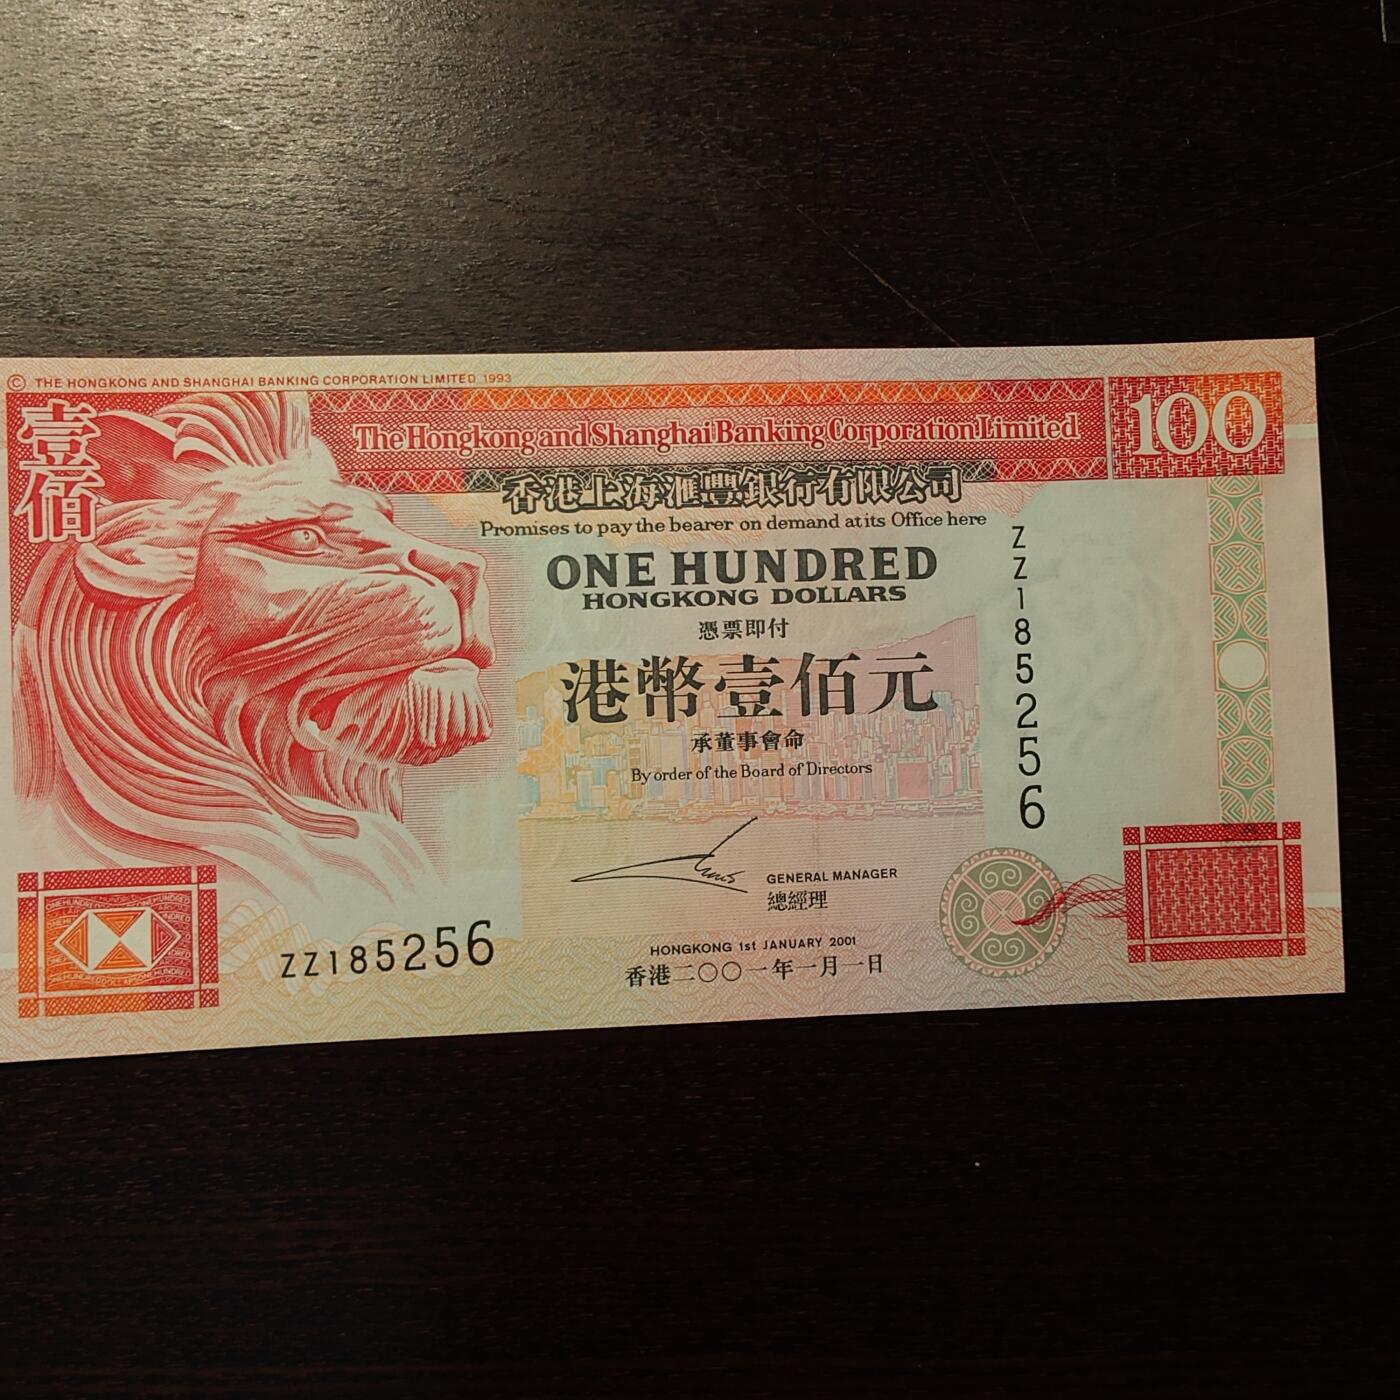 © THE HONGKONG AND SHANGHAI BANKING CORPORATION LIMITED 1993
壹佰
The Hongkong and Shanghai Banking Corporation Limited
100
香港上海滙豐銀行有限公司
Promises to pay the bearer on demand at its Office here
ONE HUNDRED
HONGKONG DOLLARS
憑票即付
港幣壹佰元
承董事會命
By order of the Board of Directors
ZZ185256
GENERAL MANAGER
總經理
ZZ185256
HONGKONG 1st JANUARY 2001
香港二〇〇一年一月一日